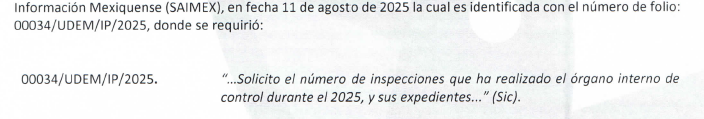 Información Mexiquense (SAIMEX), en fecha 11 de agosto de 2025 la cual es identificada con el número de folio:
00034/UDEM/IP/2025, donde se requirió:
00034/UDEM/IP/2025. "...Solicito el número de inspecciones que ha realizado el órgano interno de
control durante el 2025, y sus expedientes..." (Sic).